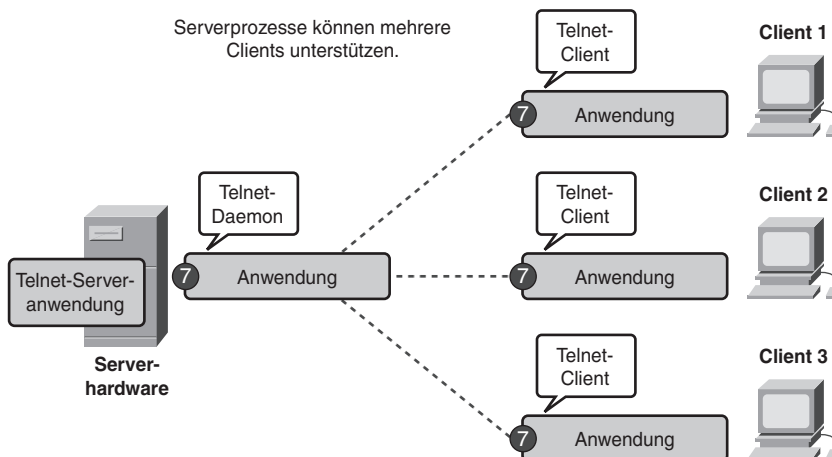 Serverprozesse können mehrere
Clients unterstützen.
Telnet-
Client
Client 1
7
Anwendung
Telnet-
Daemon
Telnet-
Client
Client 2
Telnet-Server-
anwendung
7
Anwendung
7
Anwendung
Server-
hardware
Telnet-
Client
Client 3
7
Anwendung